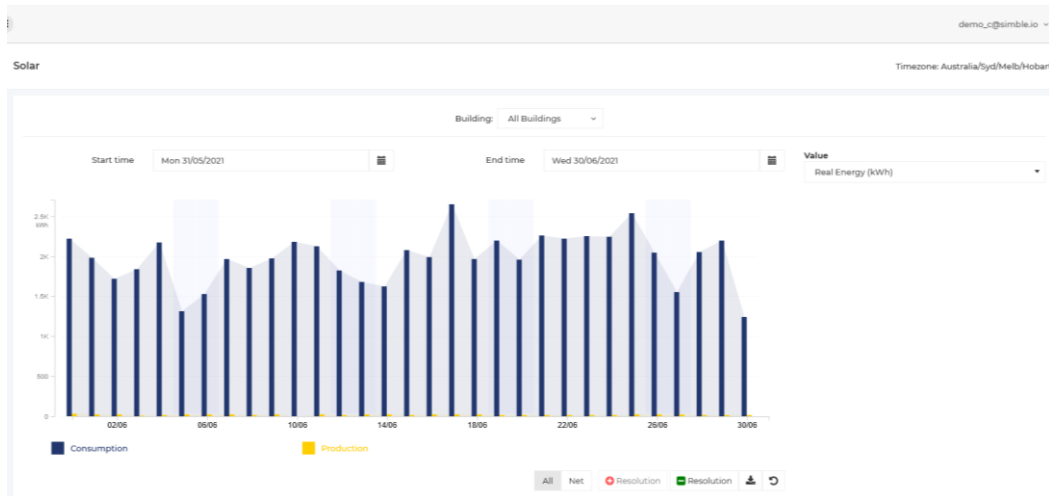 demo_c@simble.io
Solar
Timezone: Australia/Syd/Melb/Hobart
Building: All Buildings
Start time Mon 31/05/2021
End time Wed 30/06/2021
Value
Real Energy (kWh)
2.5K
kWh
2K
1.5K
1K
500
0
02/06 06/06 10/06 14/06 18/06 22/06 26/06 30/06
Consumption Production
All Net Resolution Resolution